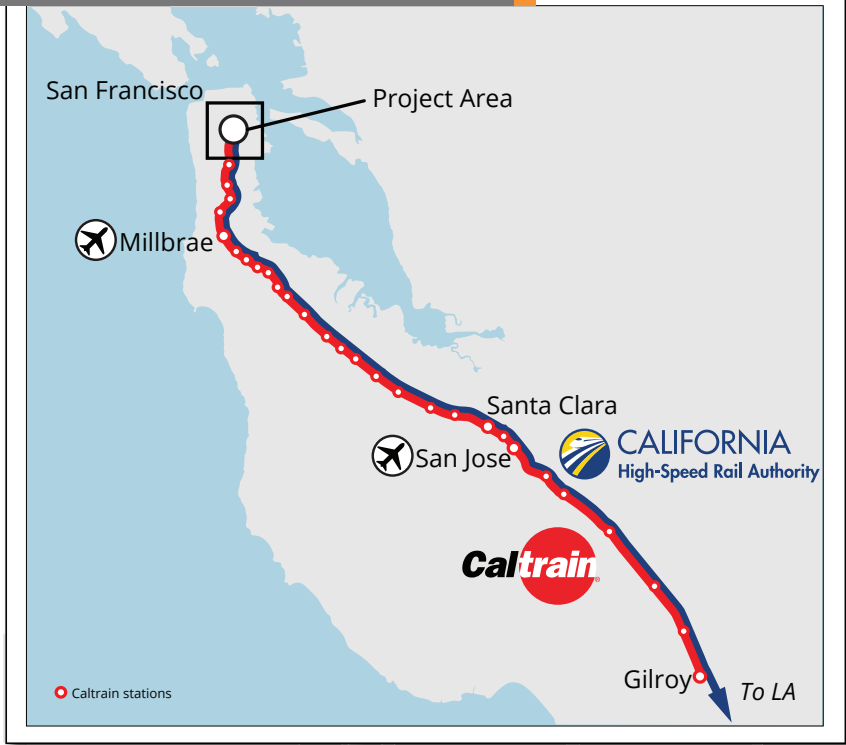 San Francisco
Project Area
Millbrae
Santa Clara
San Jose
CALIFORNIA
High-Speed Rail Authority
Caltrain®
Gilroy
To LA
Caltrain stations